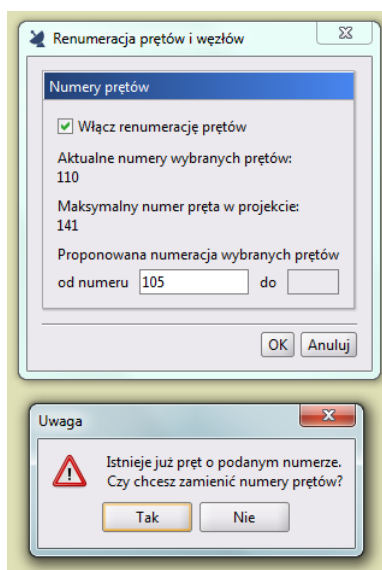 Renumeracja prętów i węzłów
Numery prętów
Włącz renumerację prętów
Aktualne numery wybranych prętów:
110
Maksymalny numer pręta w projekcie:
141
Proponowana numeracja wybranych prętów
od numeru 105 do
OK Anuluj
Uwaga
Istnieje już pręt o podanym numerze.
Czy chcesz zamienić numery prętów?
Tak Nie